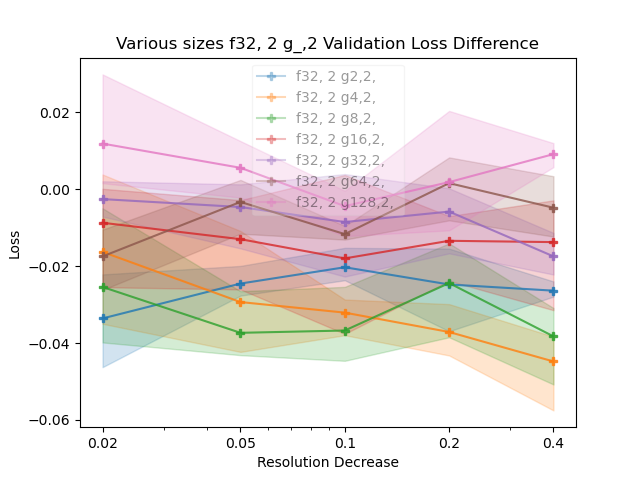 Various sizes f32, 2 g_,2 Validation Loss Difference
f32, 2 g2,2,
f32, 2 g4,2,
f32, 2 g8,2,
f32, 2 g16,2,
f32, 2 g32,2,
f32, 2 g64,2,
f32, 2 g128,2,
Loss
0.02
0.00
−0.02
−0.04
−0.06
0.02 0.05 0.1 0.2 0.4
Resolution Decrease